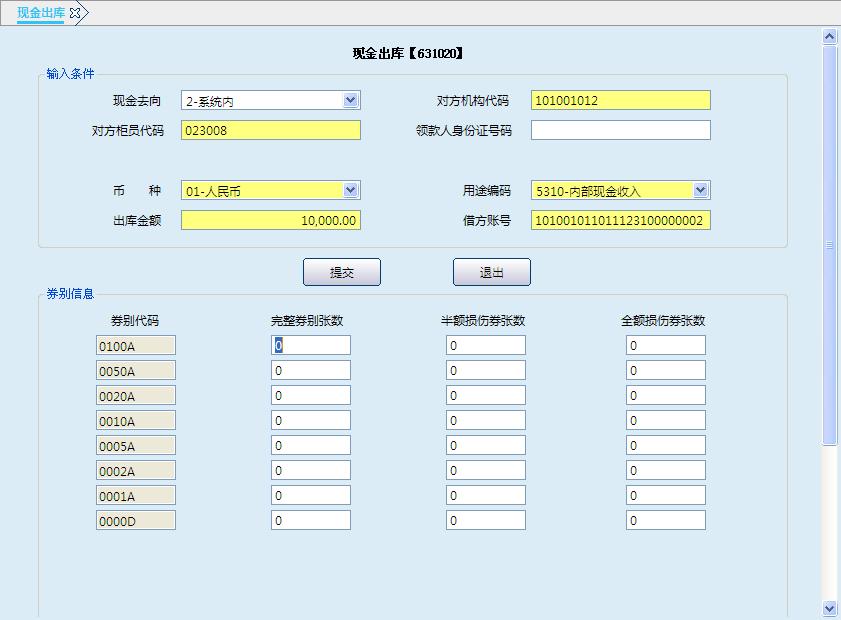 现金出库
现金出库【631020】
输入条件
现金去向 2-系统内 对方机构代码 101001012
对方柜员代码 023008 领款人身份证号码
币 种 01-人民币 用途编码 5310-内部现金收入
出库金额 10,000.00 借方账号 101001011011123100000002
提交 退出
券别信息
券别代码 完整券别张数 半额损伤券张数 全额损伤券张数
0100A 0 0 0
0050A 0 0 0
0020A 0 0 0
0010A 0 0 0
0005A 0 0 0
0002A 0 0 0
0001A 0 0 0
0000D 0 0 0